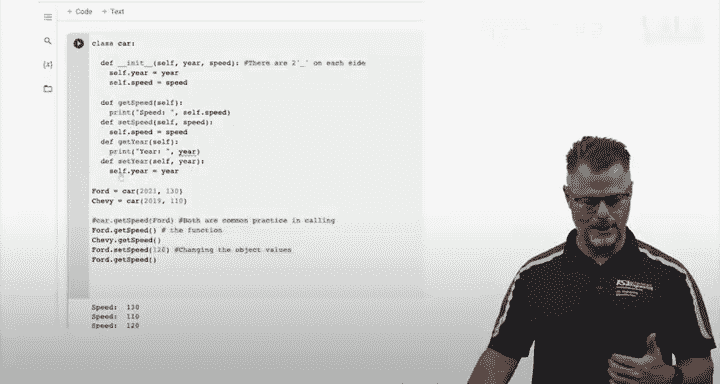 + Code + Text
class car:
def __init__(self, year, speed): #There are 2'_' on each side
self.year = year
self.speed = speed
def getSpeed(self):
print("Speed: ", self.speed)
def setSpeed(self, speed):
self.speed = speed
def getYear(self):
print("Year: ", year)
def setYear(self, year):
self.year = year
Ford = car(2021, 130)
Chevy = car(2019, 110)
#car.getSpeed(Ford) #Both are common practice in calling
Ford.getSpeed() # the function
Chevy.getSpeed()
Ford.setSpeed(120) #Changing the object values
Ford.getSpeed()
Speed: 130
Speed: 110
Speed: 120